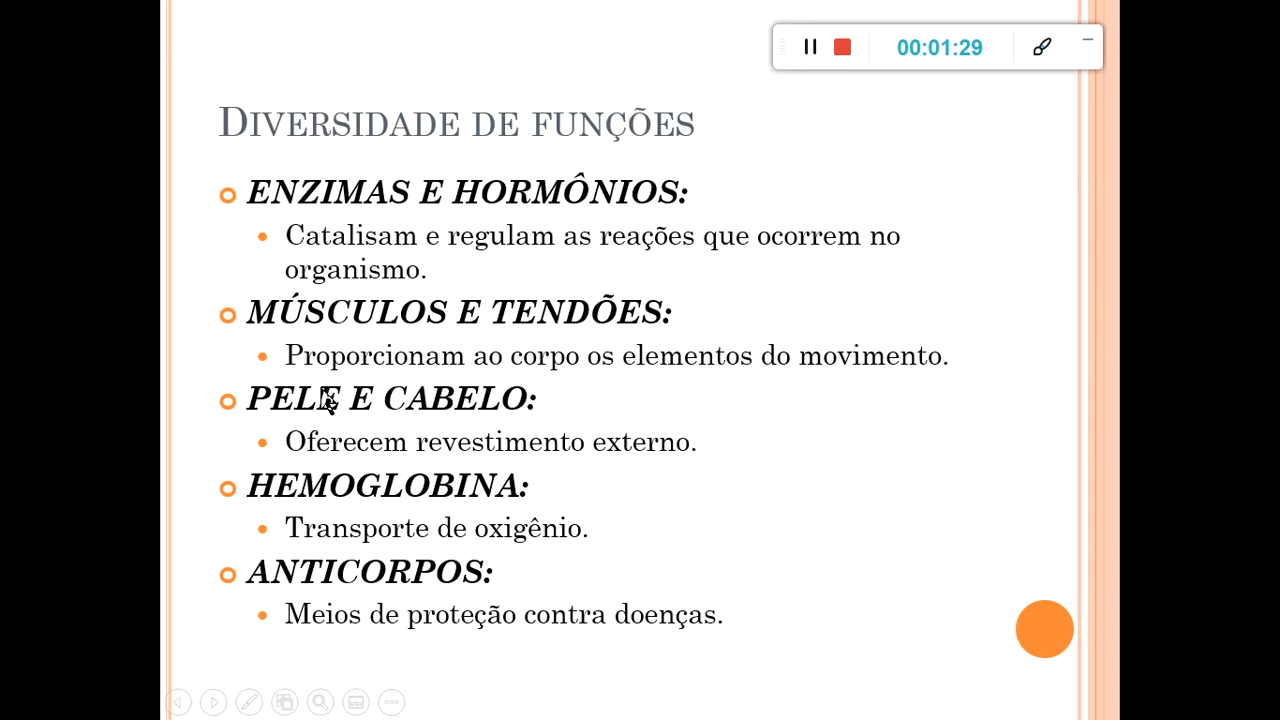 00:01:29
DIVERSIDADE DE FUNÇÕES
ENZIMAS E HORMÔNIOS:
Catalisam e regulam as reações que ocorrem no
organismo.
MÚSCULOS E TENDÕES:
Proporcionam ao corpo os elementos do movimento.
PELE E CABELO:
Oferecem revestimento externo.
HEMOGLOBINA:
Transporte de oxigênio.
ANTICORPOS:
Meios de proteção contra doenças.